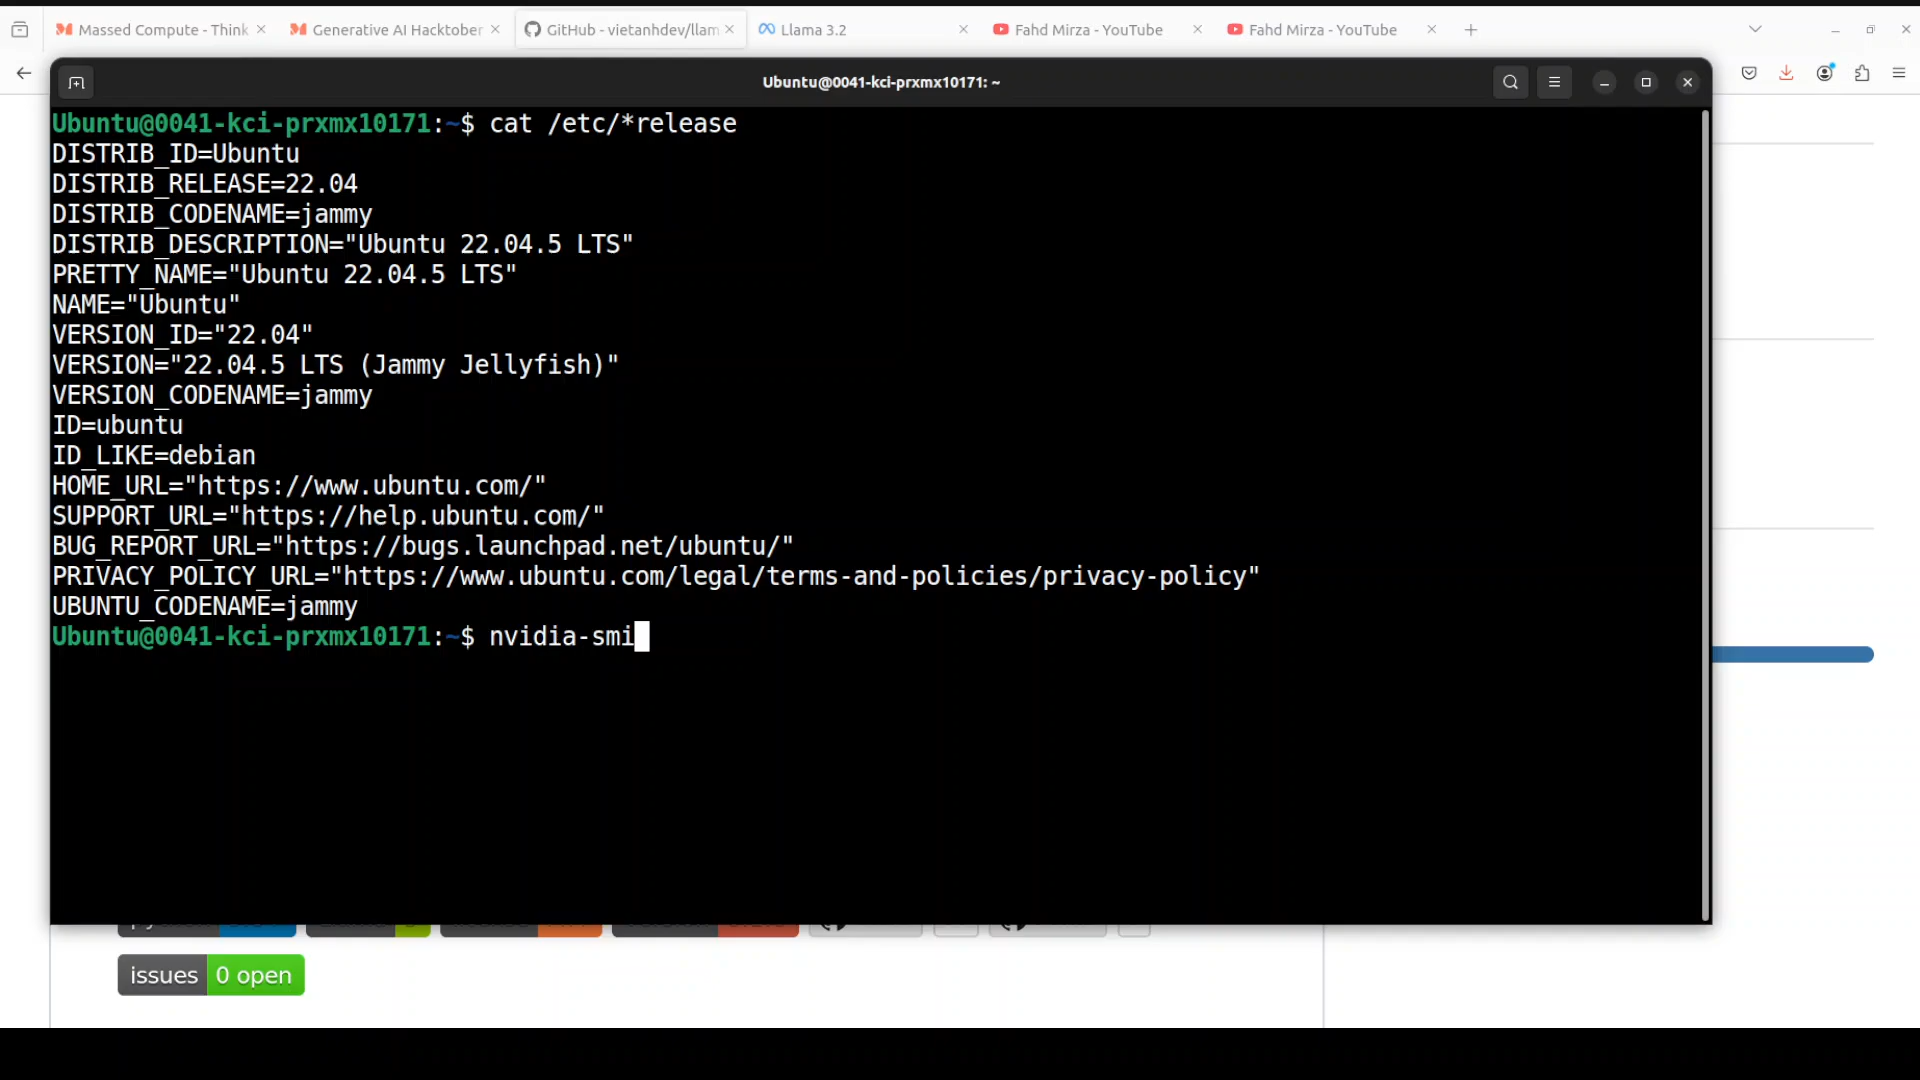 Massed Compute - Think
Generative AI Hacktober
GitHub - vietanhdev/llam
Llama 3.2
Fahd Mirza - YouTube
Fahd Mirza - YouTube
Ubuntu@0041-kci-prxmx10171: ~
Ubuntu@0041-kci-prxmx10171:~$ cat /etc/*release
DISTRIB_ID=Ubuntu
DISTRIB_RELEASE=22.04
DISTRIB_CODENAME=jammy
DISTRIB_DESCRIPTION="Ubuntu 22.04.5 LTS"
PRETTY_NAME="Ubuntu 22.04.5 LTS"
NAME="Ubuntu"
VERSION_ID="22.04"
VERSION="22.04.5 LTS (Jammy Jellyfish)"
VERSION_CODENAME=jammy
ID=ubuntu
ID_LIKE=debian
HOME_URL="https://www.ubuntu.com/"
SUPPORT_URL="https://help.ubuntu.com/"
BUG_REPORT_URL="https://bugs.launchpad.net/ubuntu/"
PRIVACY_POLICY_URL="https://www.ubuntu.com/legal/terms-and-policies/privacy-policy"
UBUNTU_CODENAME=jammy
Ubuntu@0041-kci-prxmx10171:~$ nvidia-smi
issues 0 open